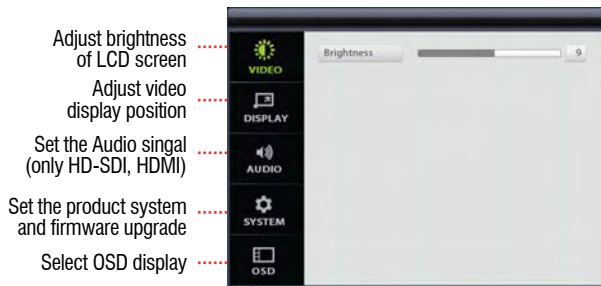 Adjust brightness
of LCD screen
Adjust video
display position
Set the Audio singal
(only HD-SDI, HDMI)
Set the product system
and firmware upgrade
Select OSD display
VIDEO
DISPLAY
AUDIO
SYSTEM
OSD
Brightness 9